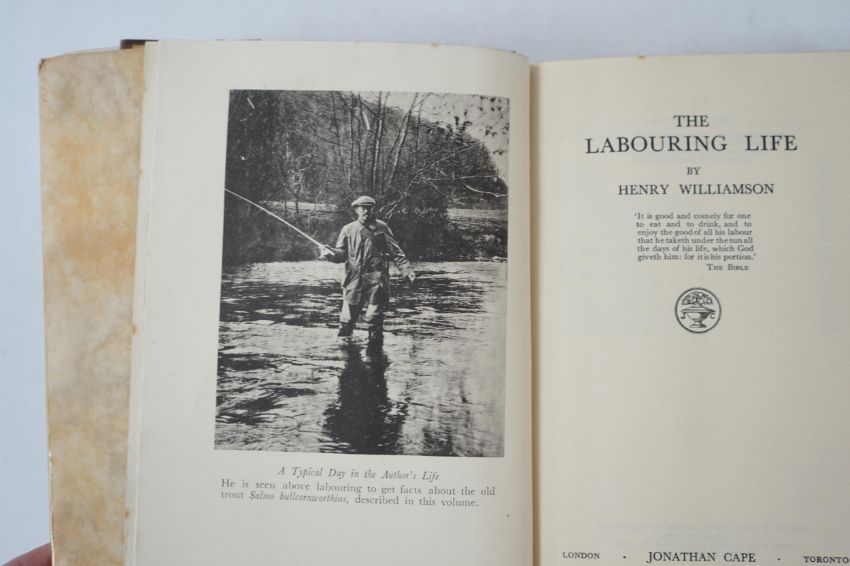 A Typical Day in the Author's Life
He is seen above labouring to get facts about the old
trout Salmo bullcornworthius, described in this volume.
THE
LABOURING LIFE
BY
HENRY WILLIAMSON
'It is good and comely for one
to eat and to drink, and to
enjoy the good of all his labour
that he taketh under the sun all
the days of his life, which God
giveth him: for it is his portion.'
THE BIBLE
LONDON · JONATHAN CAPE · TORONTO